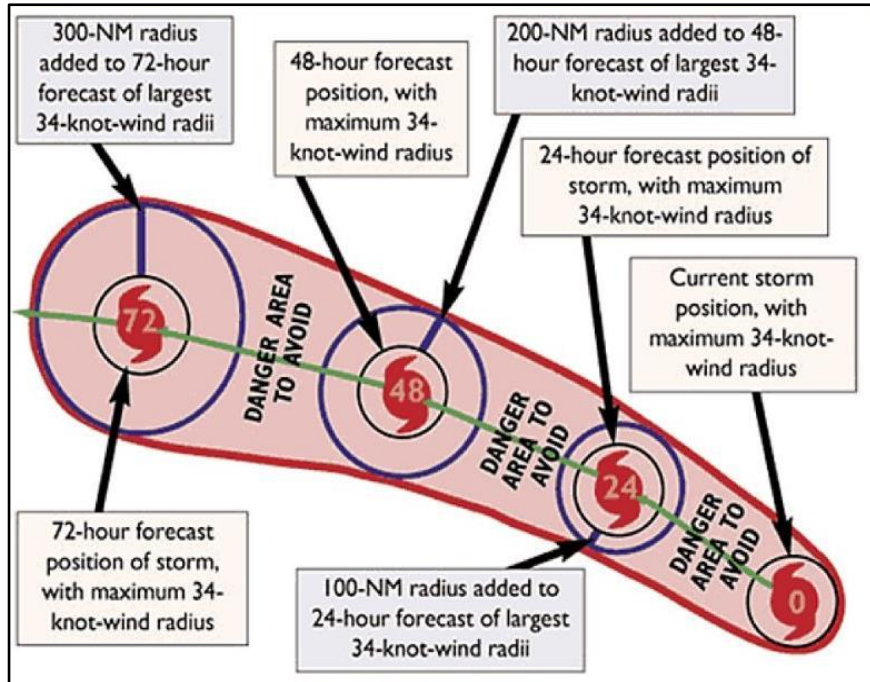 300-NM radius
added to 72-hour
forecast of largest
34-knot-wind radii
48-hour forecast
position, with
maximum 34-
knot-wind radius
200-NM radius added to 48-
hour forecast of largest 34-
knot-wind radii
24-hour forecast position of
storm, with maximum
34-knot-wind radius
Current storm
position, with
maximum 34-knot-
wind radius
72
DANGER AREA
TO AVOID
48
DANGER
AREA TO
AVOID
24
DANGER
AREA TO
AVOID
0
72-hour forecast
position of storm,
with maximum 34-
knot-wind radius
100-NM radius added to
24-hour forecast of largest
34-knot-wind radii